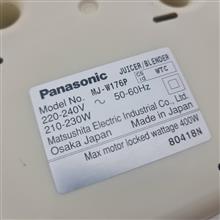 Panasonic JUICER/BLENDER
Model No. MJ-W176P WTC
220-240V ~ 50-60Hz
210-230W
Matsushita Electric Industrial Co., Ltd.
Osaka Japan Made in Japan
Max motor locked wattage 400W
80418N